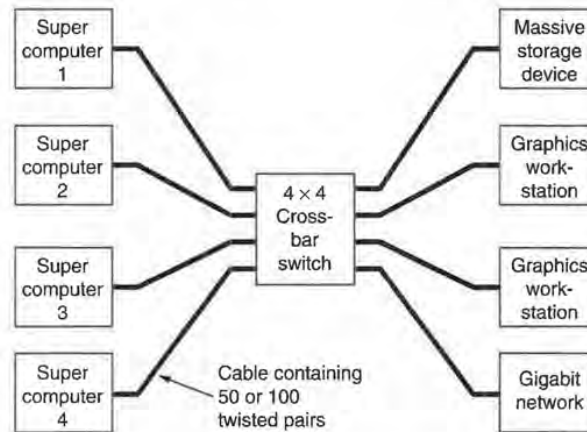 Super
computer
1
Super
computer
2
Super
computer
3
Super
computer
4
4 × 4
Cross-
bar
switch
Cable containing
50 or 100
twisted pairs
Massive
storage
device
Graphics
work-
station
Graphics
work-
station
Gigabit
network